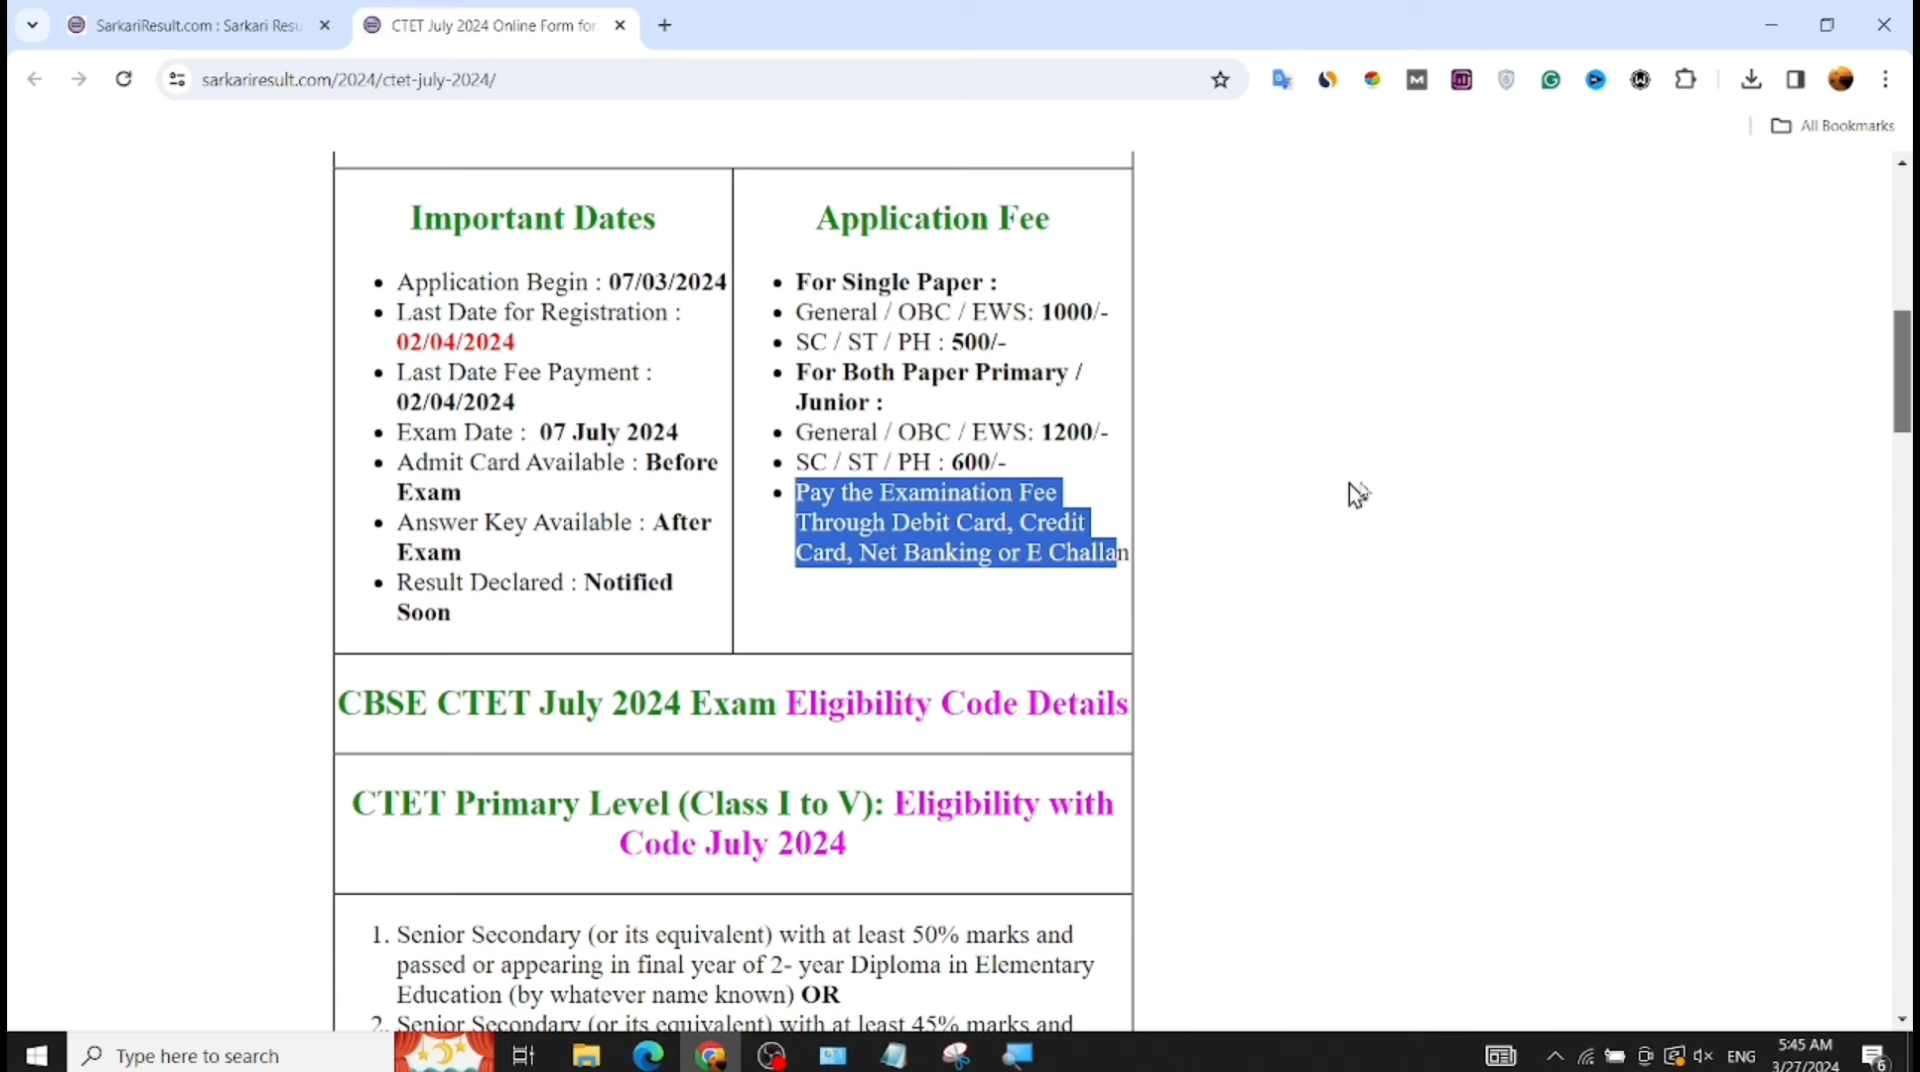 SarkariResult.com : Sarkari Resu
CTET July 2024 Online Form for
sarkariresult.com/2024/ctet-july-2024/
All Bookmarks
Important Dates
Application Begin : 07/03/2024
Last Date for Registration :
02/04/2024
Last Date Fee Payment :
02/04/2024
Exam Date : 07 July 2024
Admit Card Available : Before
Exam
Answer Key Available : After
Exam
Result Declared : Notified
Soon
Application Fee
For Single Paper :
General / OBC / EWS: 1000/-
SC / ST / PH : 500/-
For Both Paper Primary /
Junior :
General / OBC / EWS: 1200/-
SC / ST / PH : 600/-
Pay the Examination Fee
Through Debit Card, Credit
Card, Net Banking or E Challan
CBSE CTET July 2024 Exam Eligibility Code Details
CTET Primary Level (Class I to V): Eligibility with
Code July 2024
1. Senior Secondary (or its equivalent) with at least 50% marks and
passed or appearing in final year of 2- year Diploma in Elementary
Education (by whatever name known) OR
2. Senior Secondary (or its equivalent) with at least 45% marks and
Type here to search
ENG
5:45 AM
3/27/2024
6